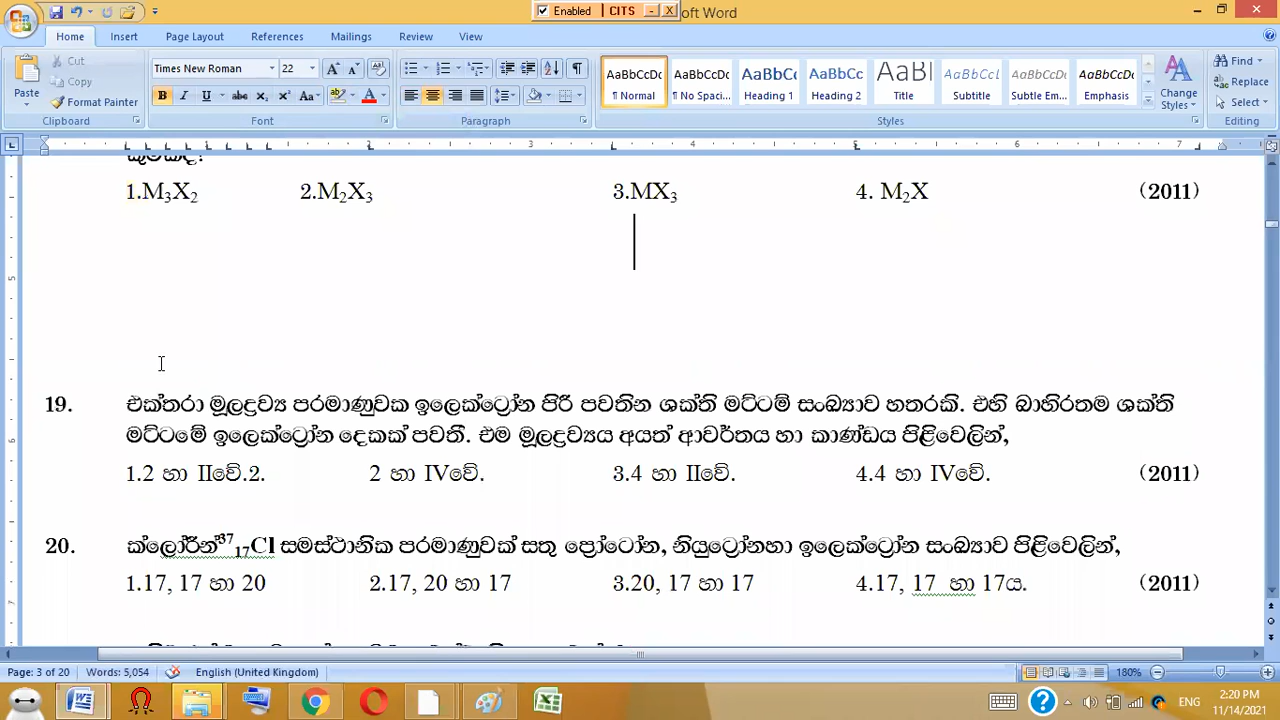 Enabled | CITS
oft Word
Home Insert Page Layout References Mailings Review View
Cut
Copy
Format Painter
Paste
Clipboard
Times New Roman 22
Font
Paragraph
AaBbCcDc AaBbCcDc AaBbCc AaBbCc AaBl AaBbCcL AaBbCcDc AaBbCcDc
¶ Normal ¶ No Spaci... Heading 1 Heading 2 Title Subtitle Subtle Em... Emphasis
Change Styles
Styles
Find
Replace
Select
Editing
1.M₃X₂ 2.M₂X₃ 3.MX₃ 4. M₂X (2011)
19. එක්තරා මූලද්‍රව්‍ය පරමාණුවක ඉලෙක්ට්‍රෝන පිරී පවතින ශක්ති මට්ටම් සංඛ්‍යාව හතරකි. එහි බාහිරතම ශක්ති
මට්ටමේ ඉලෙක්ට්‍රෝන දෙකක් පවතී. එම මූලද්‍රව්‍යය අයත් ආවර්තය හා කාණ්ඩය පිළිවෙලින්,
1.2 හා IIවේ.2. 2 හා IVවේ. 3.4 හා IIවේ. 4.4 හා IVවේ. (2011)
20. ක්ලෝරීන්³⁷₁₇Cl සමස්ථානික පරමාණුවක් සතු ප්‍රෝටෝන, නියුට්‍රෝනහා ඉලෙක්ට්‍රෝන සංඛ්‍යාව පිළිවෙලින්,
1.17, 17 හා 20 2.17, 20 හා 17 3.20, 17 හා 17 4.17, 17 හා 17ය. (2011)
Page: 3 of 20 Words: 5,054 English (United Kingdom) 180%
ENG
2:20 PM
11/14/2021